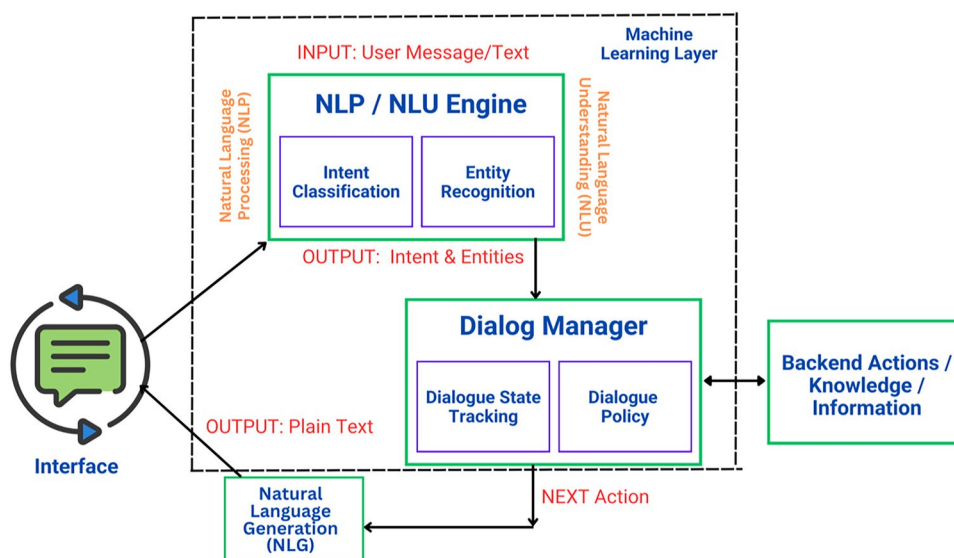 Machine
Learning Layer
INPUT: User Message/Text
NLP / NLU Engine
Natural Language
Processing (NLP)
Intent
Classification
Entity
Recognition
Natural Language
Understanding (NLU)
OUTPUT: Intent & Entities
Dialog Manager
Dialogue State
Tracking
Dialogue
Policy
Backend Actions /
Knowledge /
Information
OUTPUT: Plain Text
Interface
NEXT Action
Natural
Language
Generation
(NLG)